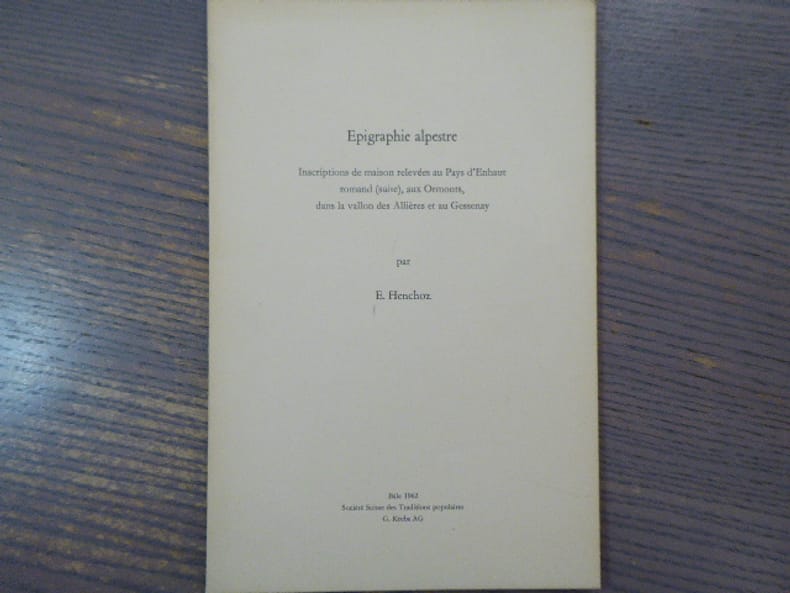 Epigraphie alpestre
Inscriptions de maison relevées au Pays d'Enhaut
romand (suite), aux Ormonts,
dans la vallon des Allières et au Gessenay
par
E. Henchoz
Bâle 1962
Société Suisse des Traditions populaires
G. Krebs AG